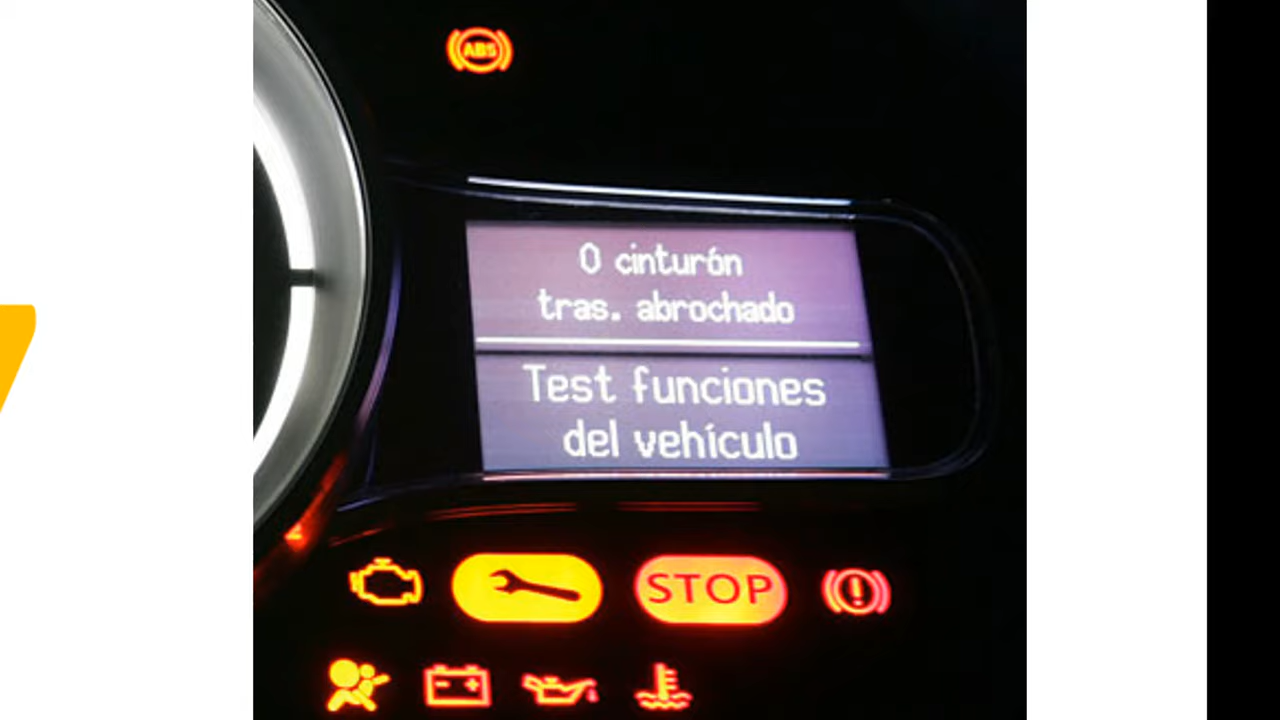 ABS
0 cinturón
tras. abrochado
Test funciones
del vehículo
STOP